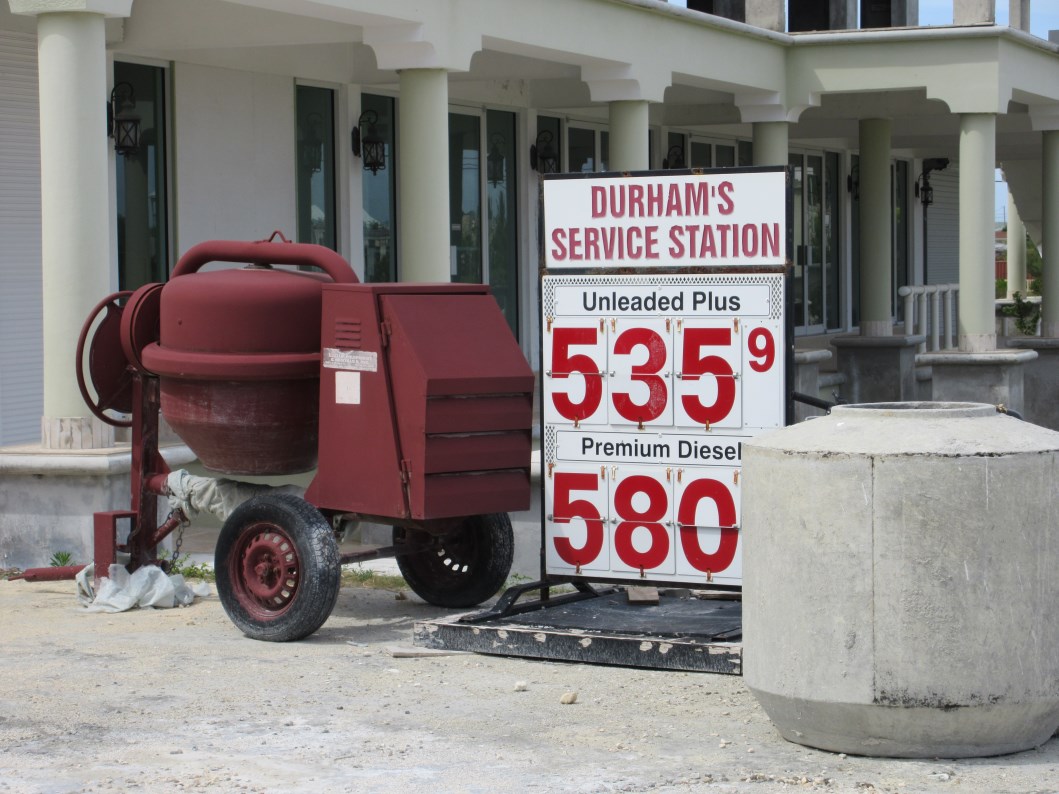 DURHAM'S
SERVICE STATION
Unleaded Plus
535 9
Premium Diesel
580